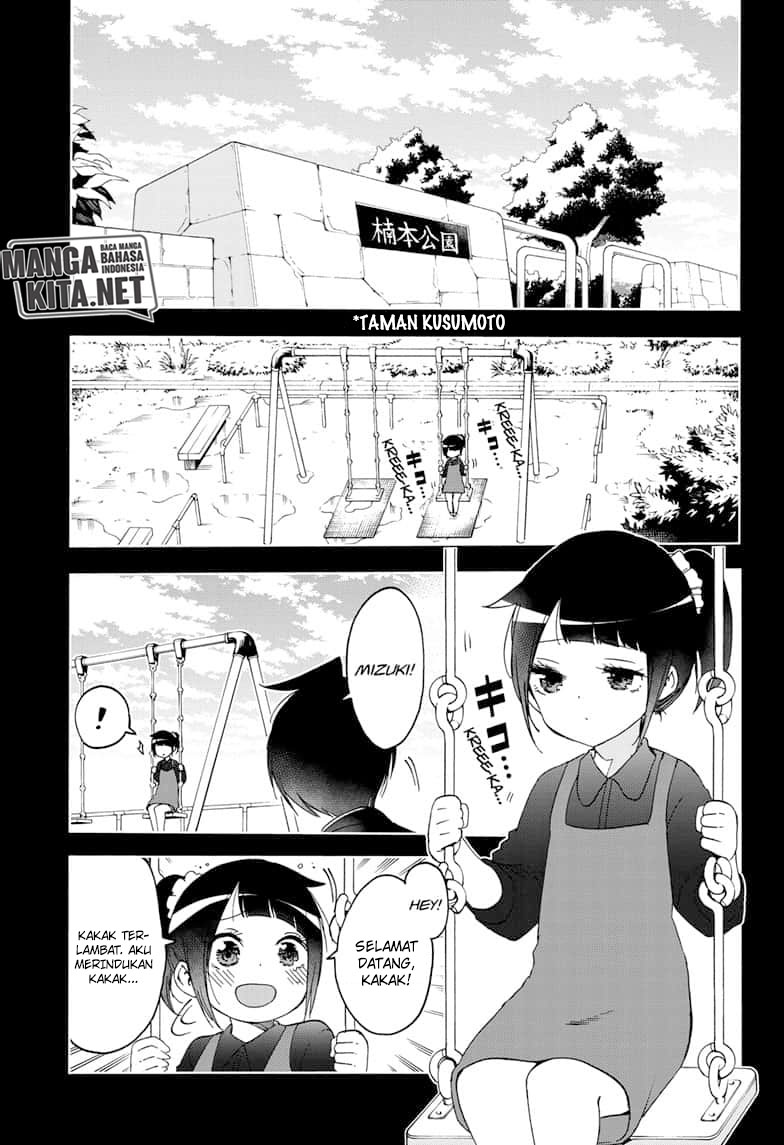 楠本公園
MANGA
KITA.NET
BACA MANGA
BAHASA
INDONESIA
*TAMAN KUSUMOTO
KREEE-KA...
キコ...
KREEE-KA...
キコ...
MIZUKI!
!
キコ...
KREEE-KA...
HEY!
SELAMAT
DATANG,
KAKAK!
KAKAK TER-
LAMBAT. AKU
MERINDUKAN
KAKAK...